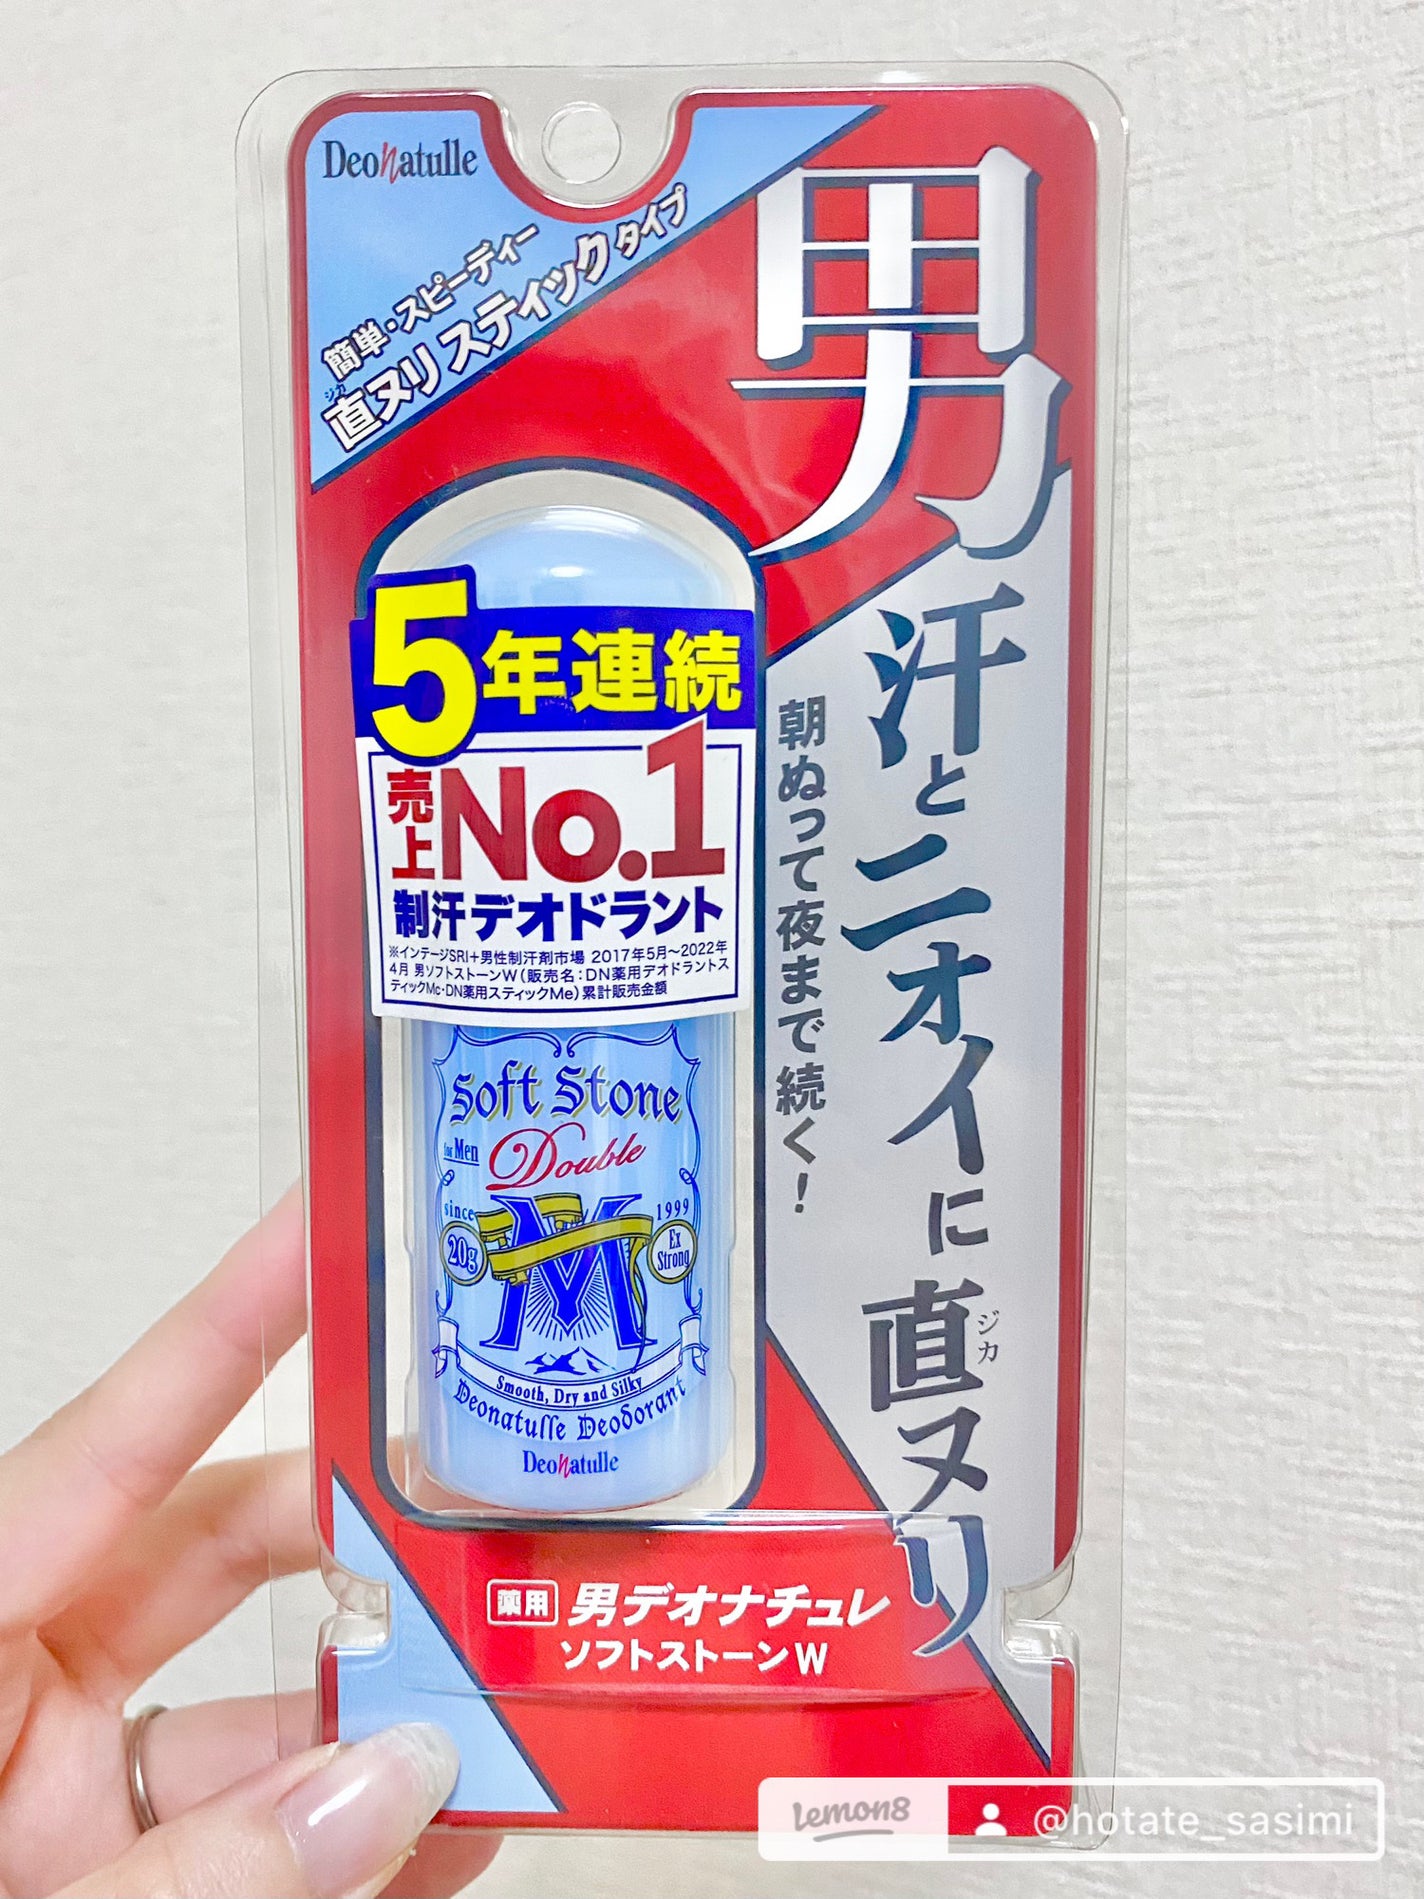 Deonatulle
簡単・スピーディー
直ヌリ スティックタイプ
ジカ
男
汗とニオイに直ヌリ
ジカ
朝ぬって夜まで続く!
5年連続
売上No.1
制汗デオドラント
※インテージSRI+男性制汗剤市場 2017年5月〜2022年
4月 男ソフトストーンW(販売名:DN薬用デオドラントス
ティックMc・DN薬用スティックMe)累計販売金額
Soft Stone
for Men
Double
since 1999
20g
M
Ex
Strong
Smooth, Dry and Silky
Deonatulle Deodorant
Deonatulle
薬用 男デオナチュレ
ソフトストーンW
Lemon8 @hotate_sasimi